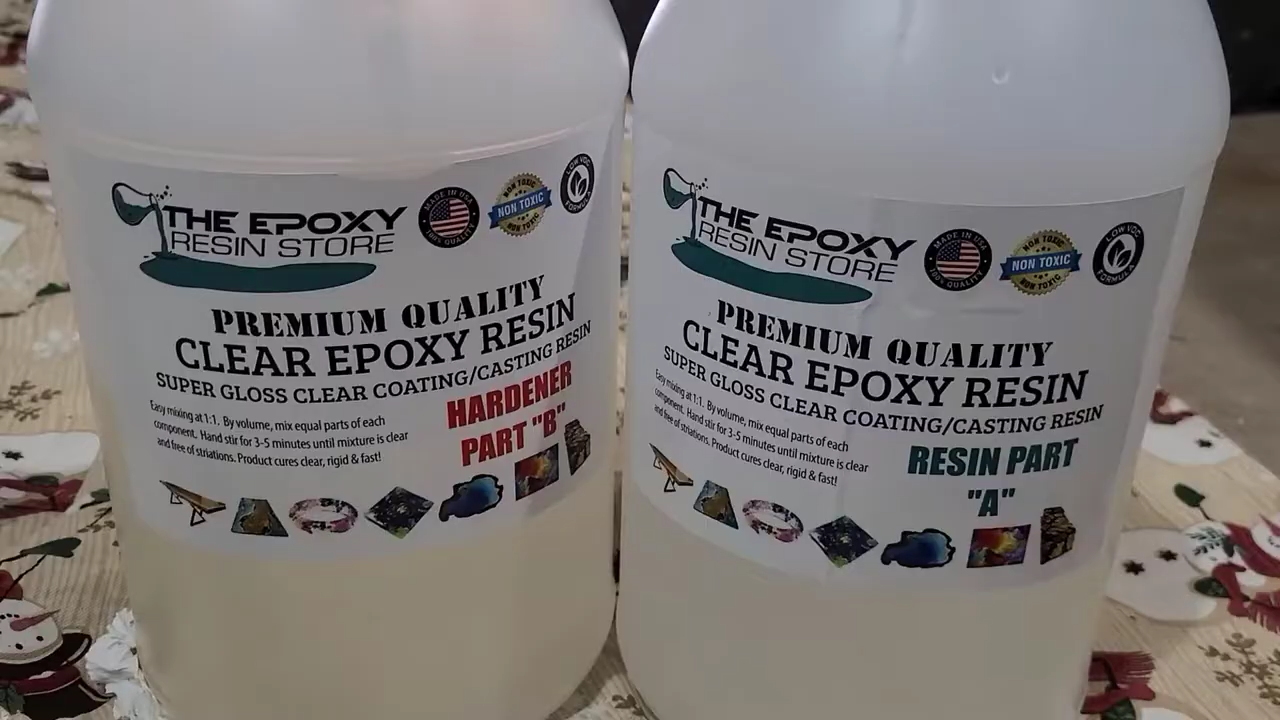 THE EPOXY
RESIN STORE
MADE IN USA
100% QUALITY
NON TOXIC
NON TOXIC
NON TOXIC
LOW VOC
FORMULA
PREMIUM QUALITY
CLEAR EPOXY RESIN
SUPER GLOSS CLEAR COATING/CASTING RESIN
Easy mixing at 1:1. By volume, mix equal parts of each
component. Hand stir for 3-5 minutes until mixture is clear
and free of striations. Product cures clear, rigid & fast!
HARDENER
PART "B"
THE EPOXY
RESIN STORE
MADE IN USA
100% QUALITY
NON TOXIC
NON TOXIC
NON TOXIC
LOW VOC
FORMULA
PREMIUM QUALITY
CLEAR EPOXY RESIN
SUPER GLOSS CLEAR COATING/CASTING RESIN
Easy mixing at 1:1. By volume, mix equal parts of each
component. Hand stir for 3-5 minutes until mixture is clear
and free of striations. Product cures clear, rigid & fast!
RESIN PART
"A"